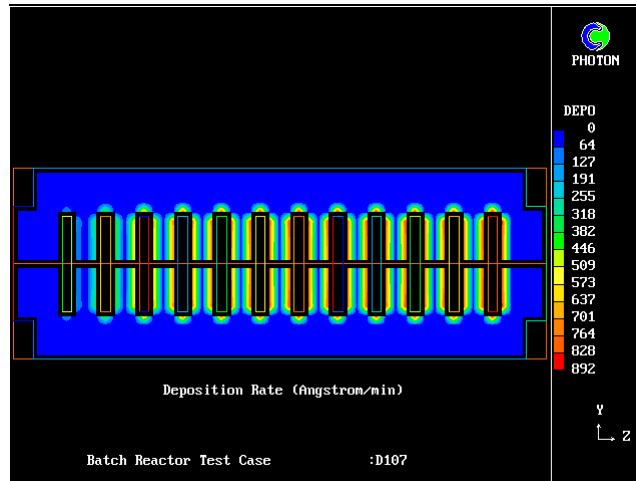 PHOTON
DEPO
0
64
127
191
255
318
382
446
509
573
637
701
764
828
892
Deposition Rate (Angstrom/min)
Y
Z
Batch Reactor Test Case :D107